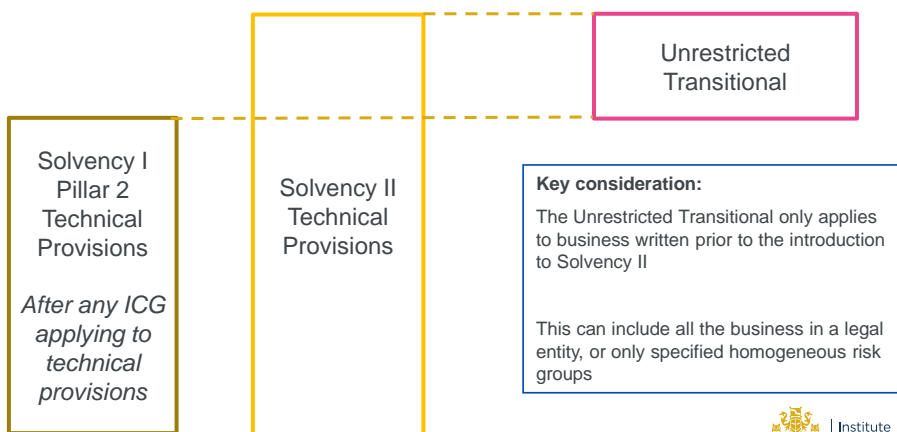 Unrestricted
Transitional
Solvency I
Pillar 2
Technical
Provisions
After any ICG
applying to
technical
provisions
Solvency II
Technical
Provisions
Key consideration:
The Unrestricted Transitional only applies
to business written prior to the introduction
to Solvency II
This can include all the business in a legal
entity, or only specified homogeneous risk
groups
Institute